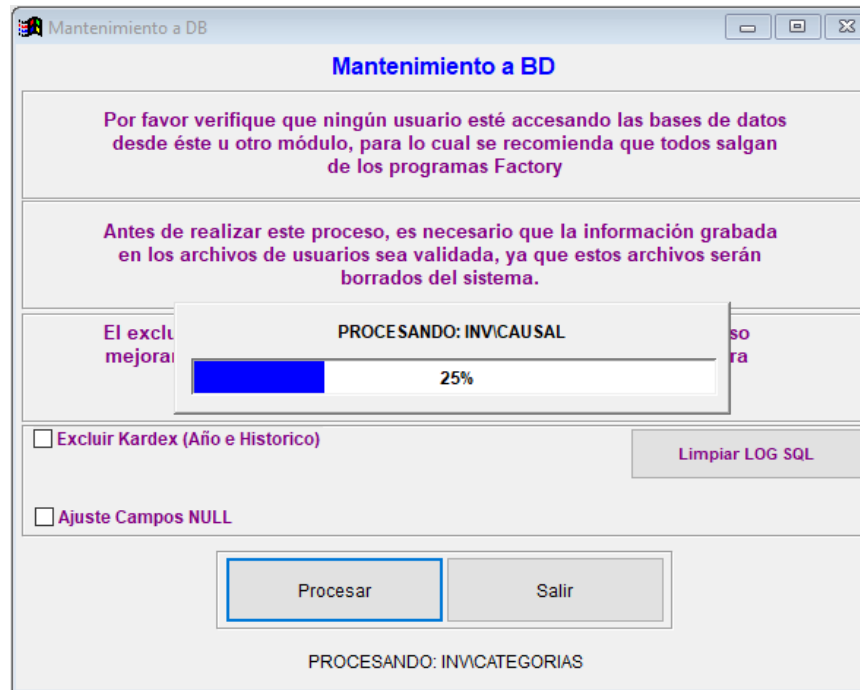 Mantenimiento a DB
Mantenimiento a BD
Por favor verifique que ningún usuario esté accesando las bases de datos
desde éste u otro módulo, para lo cual se recomienda que todos salgan
de los programas Factory
Antes de realizar este proceso, es necesario que la información grabada
en los archivos de usuarios sea validada, ya que estos archivos serán
borrados del sistema.
El
PROCESANDO: INV\CAUSAL
25%
Excluir Kardex (Año e Historico)
Limpiar LOG SQL
Ajuste Campos NULL
Procesar
Salir
PROCESANDO: INV\CATEGORIAS